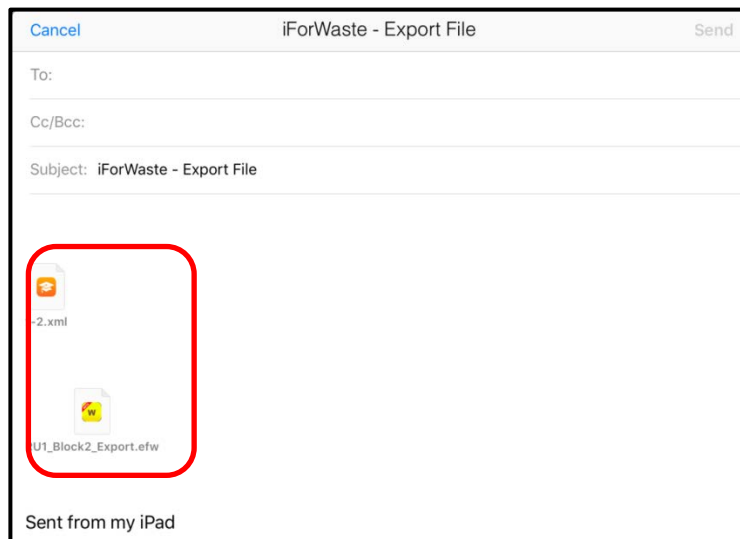 Cancel iForWaste - Export File Send
To:
Cc/Bcc:
Subject: iForWaste - Export File
-2.xml
W
U1_Block2_Export.efw
Sent from my iPad